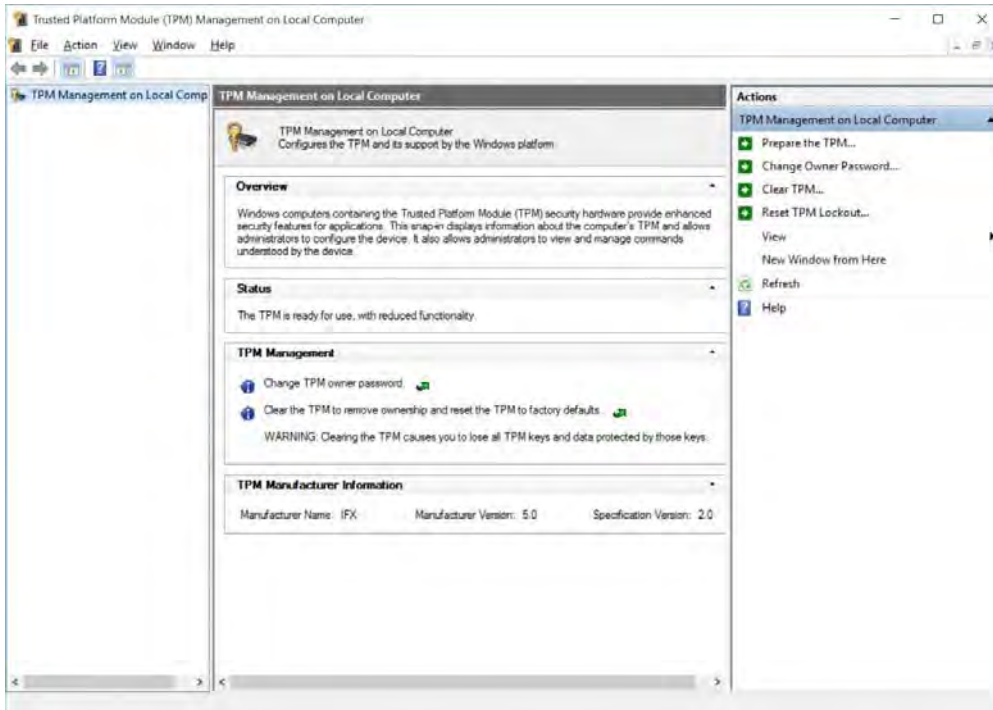 Trusted Platform Module (TPM) Management on Local Computer
File Action View Window Help
TPM Management on Local Comp
TPM Management on Local Computer
TPM Management on Local Computer
Configures the TPM and its support by the Windows platform
Overview
Windows computers containing the Trusted Platform Module (TPM) security hardware provide enhanced
security features for applications. This snap-in displays information about the computer's TPM and allows
administrators to configure the device. It also allows administrators to view and manage commands
understood by the device.
Status
The TPM is ready for use, with reduced functionality.
TPM Management
Change TPM owner password.
Clear the TPM to remove ownership and reset the TPM to factory defaults.
WARNING: Clearing the TPM causes you to lose all TPM keys and data protected by those keys.
TPM Manufacturer Information
Manufacturer Name: IFX Manufacturer Version: 5.0 Specification Version: 2.0
Actions
TPM Management on Local Computer
Prepare the TPM...
Change Owner Password...
Clear TPM...
Reset TPM Lockout...
View
New Window from Here
Refresh
Help